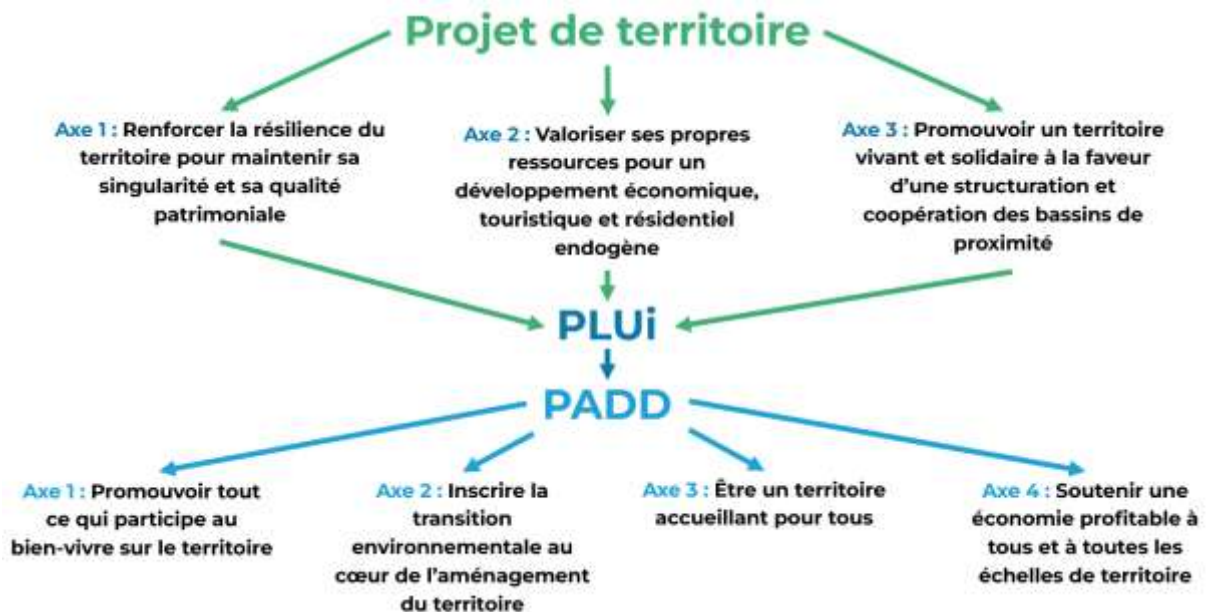 Projet de territoire
Axe 1 : Renforcer la résilience du
territoire pour maintenir sa
singularité et sa qualité
patrimoniale
Axe 2 : Valoriser ses propres
ressources pour un
développement économique,
touristique et résidentiel
endogène
Axe 3 : Promouvoir un territoire
vivant et solidaire à la faveur
d'une structuration et
coopération des bassins de
proximité
PLUi
PADD
Axe 1 : Promouvoir tout
ce qui participe au
bien-vivre sur le territoire
Axe 2 : Inscrire la
transition
environnementale au
cœur de l'aménagement
du territoire
Axe 3 : Être un territoire
accueillant pour tous
Axe 4 : Soutenir une
économie profitable à
tous et à toutes les
échelles de territoire